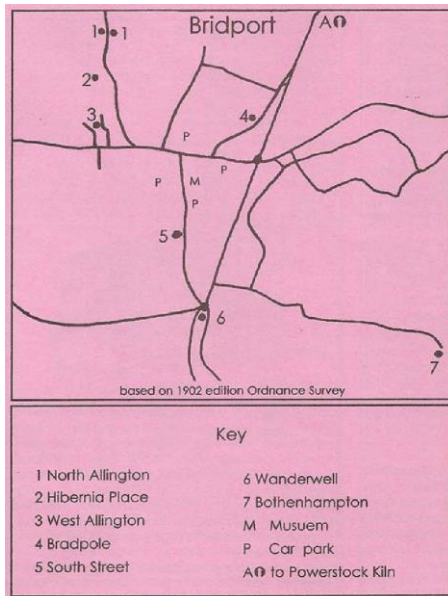 Bridport
A
1 1
2
3
4
P
P
P M
P
5
6
7
based on 1902 edition Ordnance Survey
Key
1 North Allington
2 Hibernia Place
3 West Allington
4 Bradpole
5 South Street
6 Wanderwell
7 Bothenhampton
M Musuem
P Car park
A to Powerstock Kiln